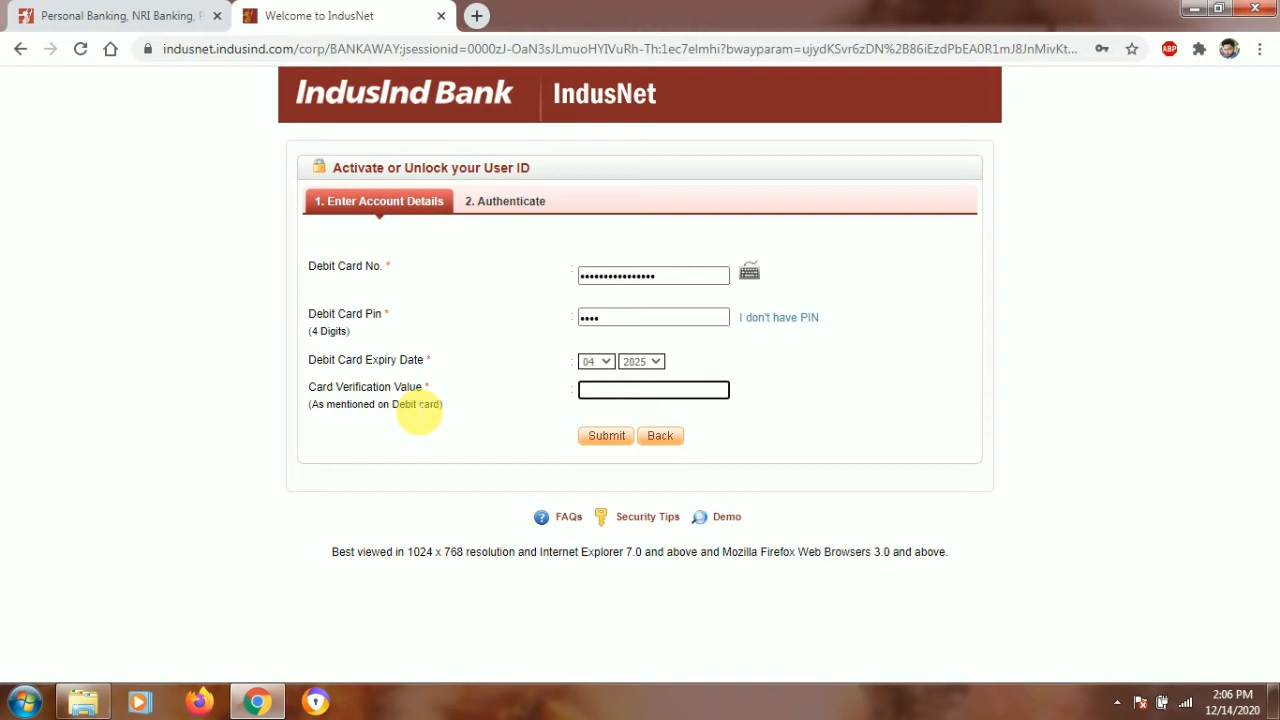 Personal Banking, NRI Banking, P
Welcome to IndusNet
indusnet.indusind.com/corp/BANKAWAY;jsessionid=0000zJ-OaN3sJLmuoHYIVuRh-Th:1ec7elmhi?bwayparam=ujydKSvr6zDN%2B86iEzdPbEA0R1mJ8JnMivKt...
ABP
IndusInd Bank
IndusNet
Activate or Unlock your User ID
1. Enter Account Details
2. Authenticate
Debit Card No. *
:
••••••••••••••••
Debit Card Pin *
(4 Digits)
:
••••
I don't have PIN
Debit Card Expiry Date *
:
04
2025
Card Verification Value *
(As mentioned on Debit card)
:
Submit
Back
FAQs
Security Tips
Demo
Best viewed in 1024 x 768 resolution and Internet Explorer 7.0 and above and Mozilla Firefox Web Browsers 3.0 and above.
2:06 PM
12/14/2020